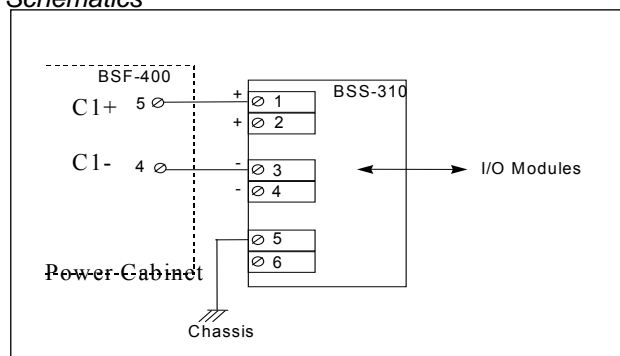 Schematics
BSF-400
BSS-310
C1+ 5 + 1
+ 2
C1- 4 - 3
- 4
I/O Modules
5
6
Power Cabinet
Chassis